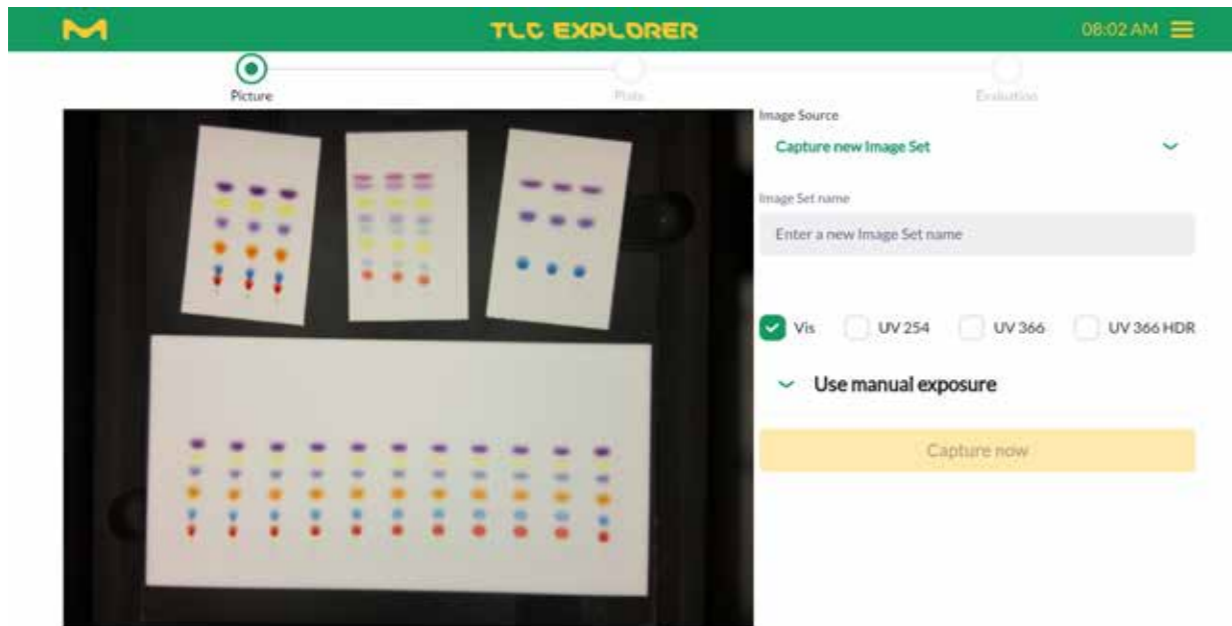 TLC EXPLORER
08:02 AM
Picture
Plate
Evaluation
Image Source
Capture new Image Set
Image Set name
Enter a new Image Set name
Vis UV 254 UV 366 UV 366 HDR
Use manual exposure
Capture now